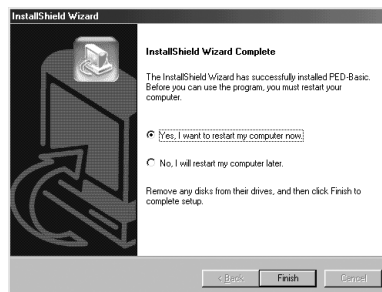 InstallShield Wizard
InstallShield Wizard Complete
The InstallShield Wizard has successfully installed PED-Basic.
Before you can use the program, you must restart your
computer.
Yes, I want to restart my computer now.
No, I will restart my computer later.
Remove any disks from their drives, and then click Finish to
complete setup.
< Back
Finish
Cancel